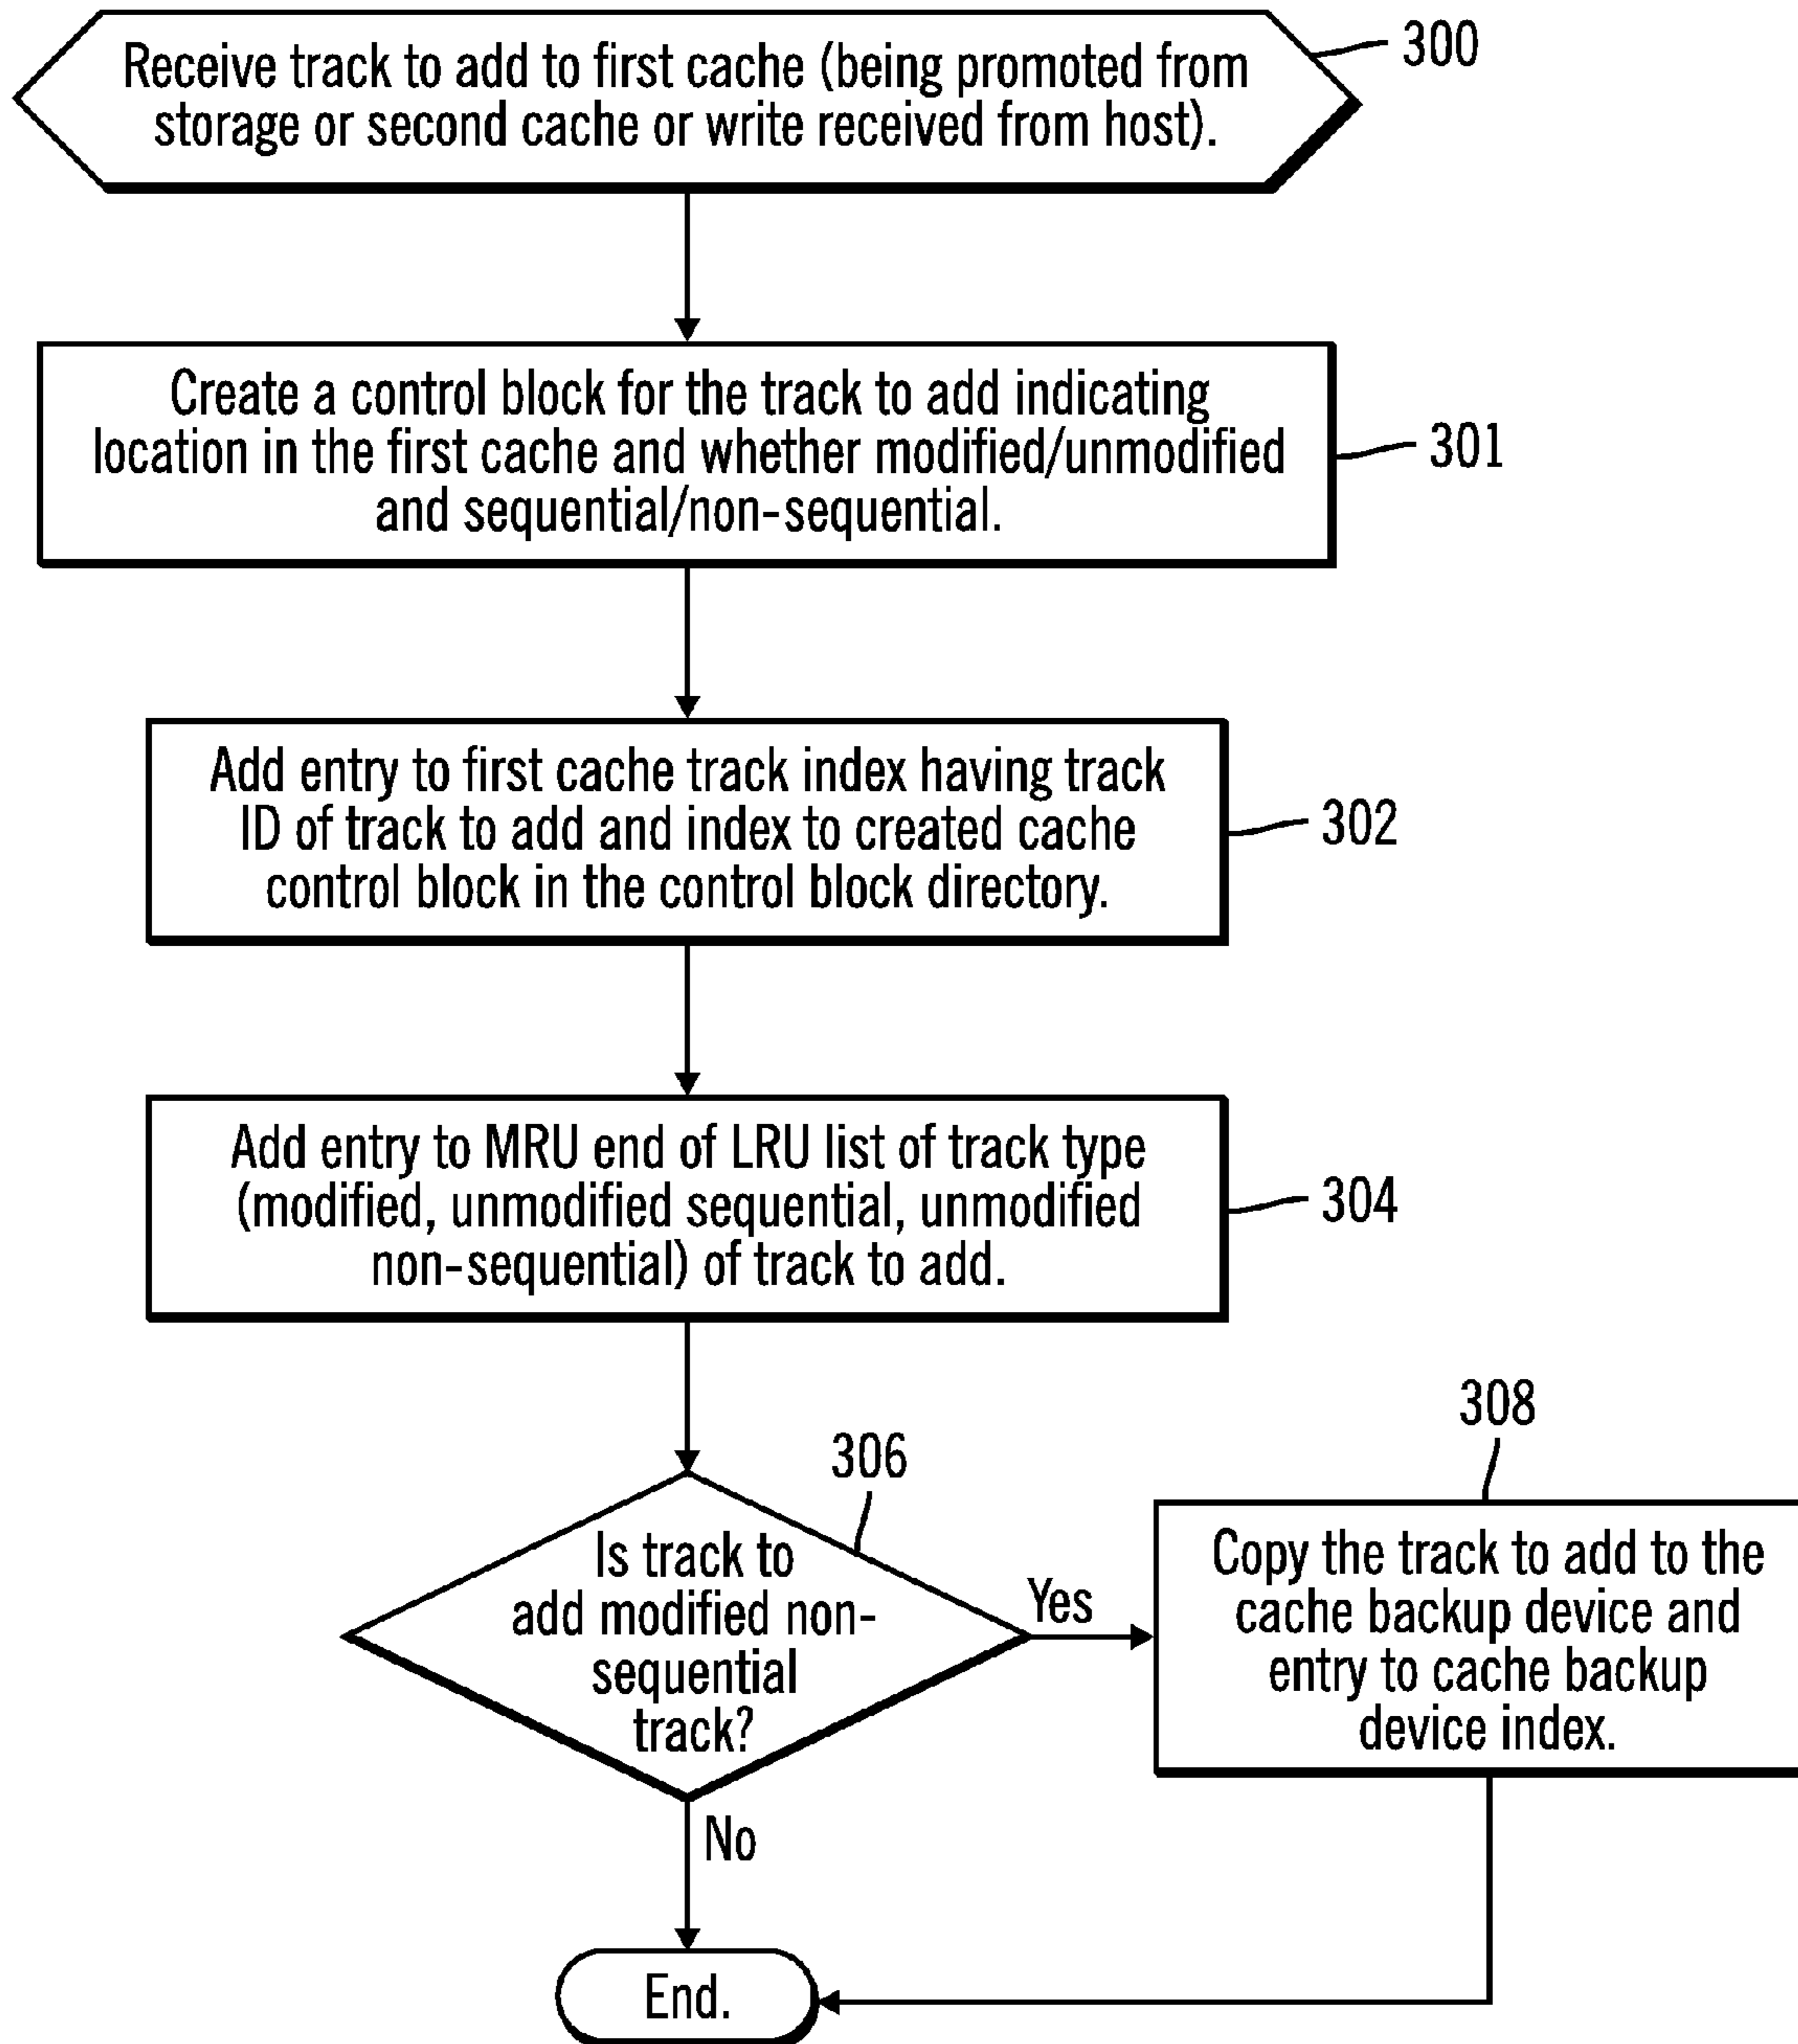 Receive track to add to first cache (being promoted from
storage or second cache or write received from host).
300
Create a control block for the track to add indicating
location in the first cache and whether modified/unmodified
and sequential/non-sequential.
301
Add entry to first cache track index having track
ID of track to add and index to created cache
control block in the control block directory.
302
Add entry to MRU end of LRU list of track type
(modified, unmodified sequential, unmodified
non-sequential) of track to add.
304
306
Is track to
add modified non-
sequential
track?
Yes
308
Copy the track to add to the
cache backup device and
entry to cache backup
device index.
No
End.